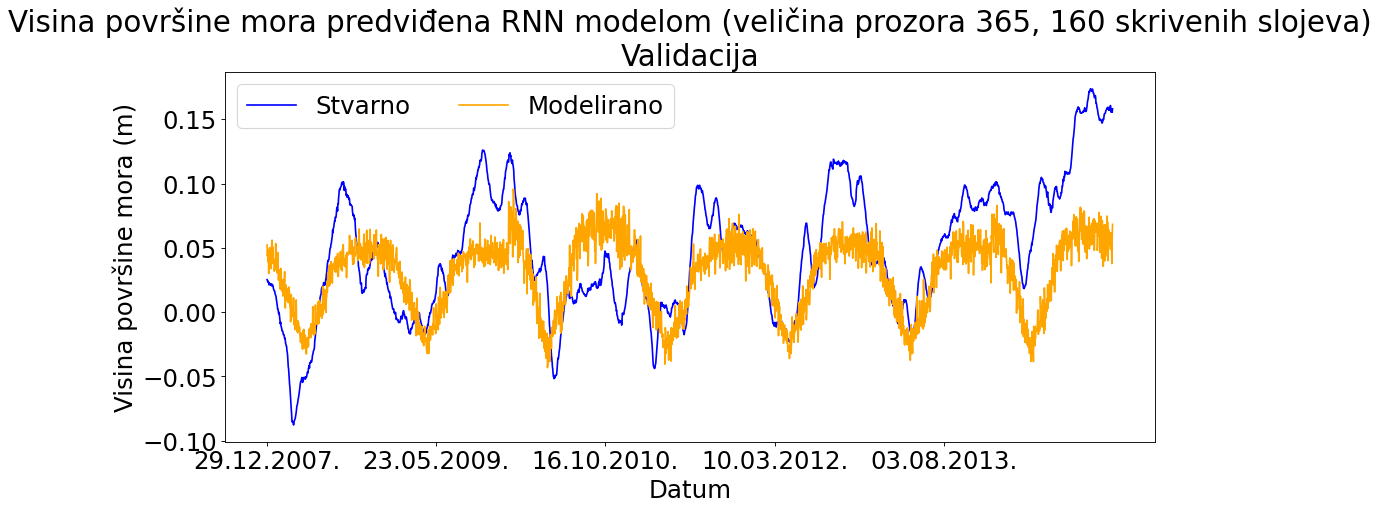 Visina površine mora predviđena RNN modelom (veličina prozora 365, 160 skrivenih slojeva)
Validacija
Stvarno
Modelirano
Visina površine mora (m)
0.15
0.10
0.05
0.00
−0.05
−0.10
29.12.2007.
23.05.2009.
16.10.2010.
10.03.2012.
03.08.2013.
Datum